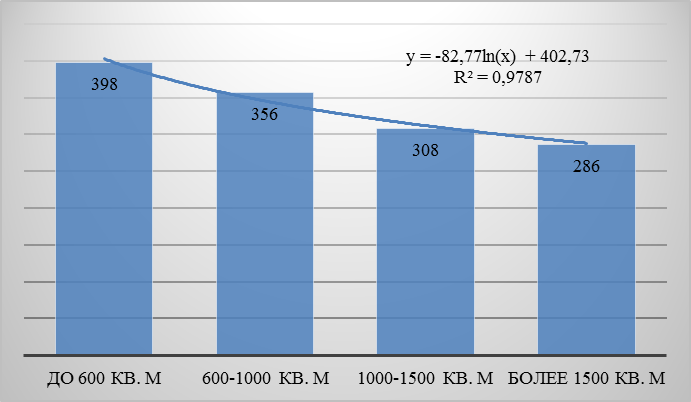 y = -82,77ln(x) + 402,73
R² = 0,9787
398
356
308
286
ДО 600 КВ. М
600-1000 КВ. М
1000-1500 КВ. М
БОЛЕЕ 1500 КВ. М